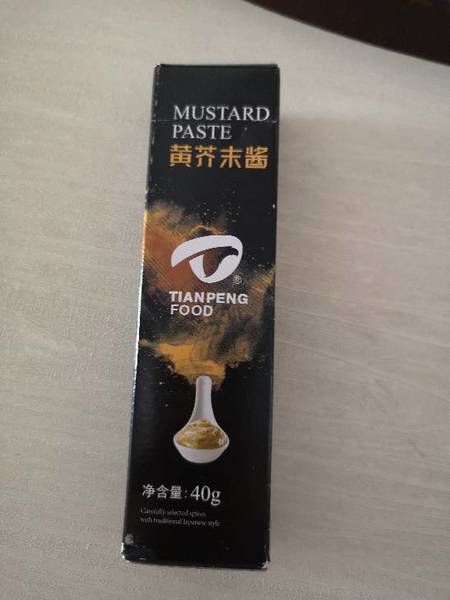 MUSTARD
PASTE
黄芥末酱
®
TIANPENG
FOOD
净含量: 40g
Carefully selected spices
with traditional Japanese style